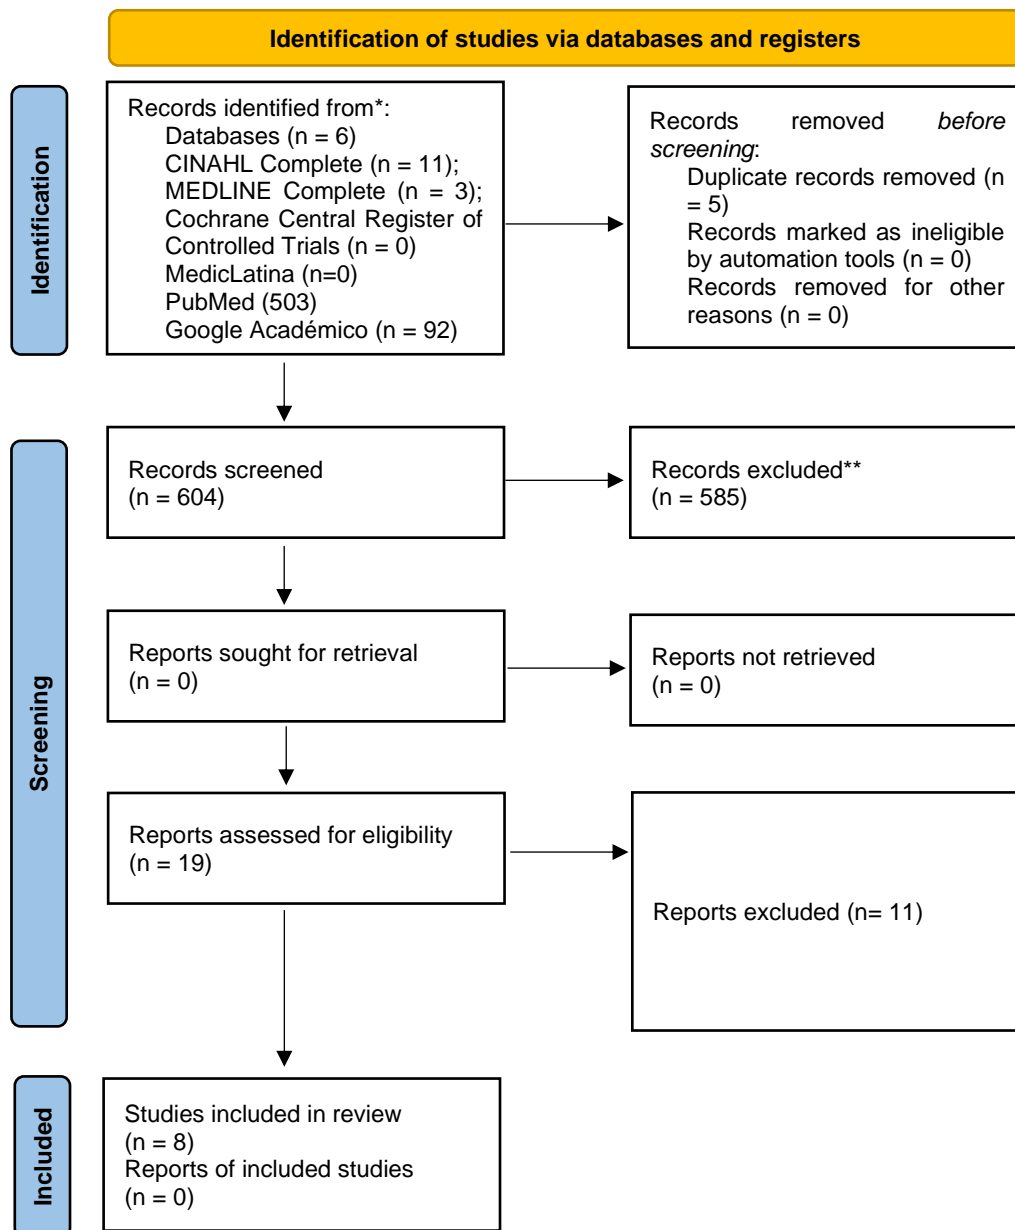 Identification of studies via databases and registers
Identification
Records identified from*:
Databases (n = 6)
CINAHL Complete (n = 11);
MEDLINE Complete (n = 3);
Cochrane Central Register of
Controlled Trials (n = 0)
MedicLatina (n=0)
PubMed (503)
Google Académico (n = 92)
Records removed before
screening:
Duplicate records removed (n
= 5)
Records marked as ineligible
by automation tools (n = 0)
Records removed for other
reasons (n = 0)
Screening
Records screened
(n = 604)
Records excluded**
(n = 585)
Reports sought for retrieval
(n = 0)
Reports not retrieved
(n = 0)
Reports assessed for eligibility
(n = 19)
Reports excluded (n= 11)
Included
Studies included in review
(n = 8)
Reports of included studies
(n = 0)